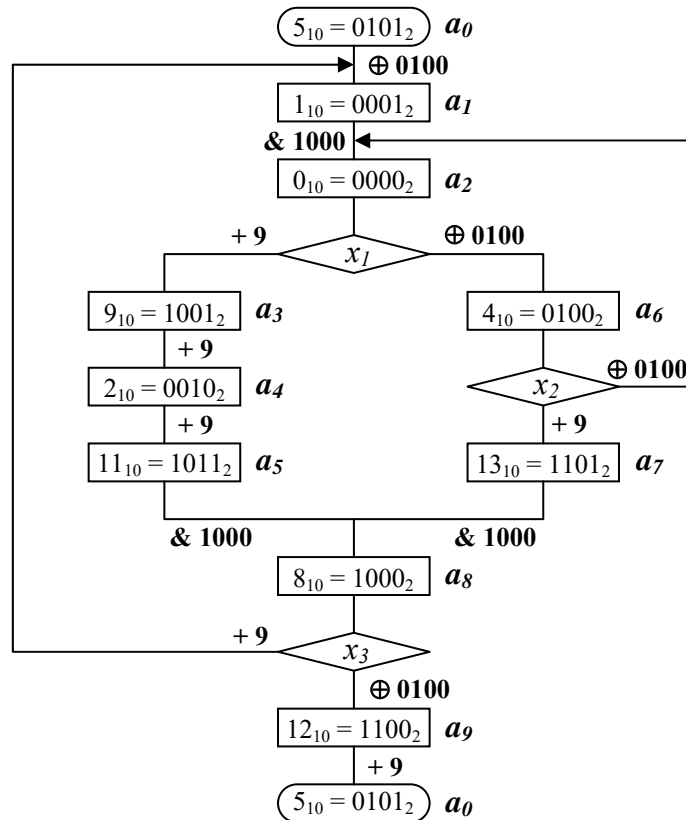 5₁₀ = 0101₂ a₀
⊕ 0100
1₁₀ = 0001₂ a₁
& 1000
0₁₀ = 0000₂ a₂
+ 9 x₁ ⊕ 0100
9₁₀ = 1001₂ a₃ 4₁₀ = 0100₂ a₆
+ 9 ⊕ 0100
2₁₀ = 0010₂ a₄ x₂
+ 9 + 9
11₁₀ = 1011₂ a₅ 13₁₀ = 1101₂ a₇
& 1000 & 1000
8₁₀ = 1000₂ a₈
+ 9 x₃
⊕ 0100
12₁₀ = 1100₂ a₉
+ 9
5₁₀ = 0101₂ a₀